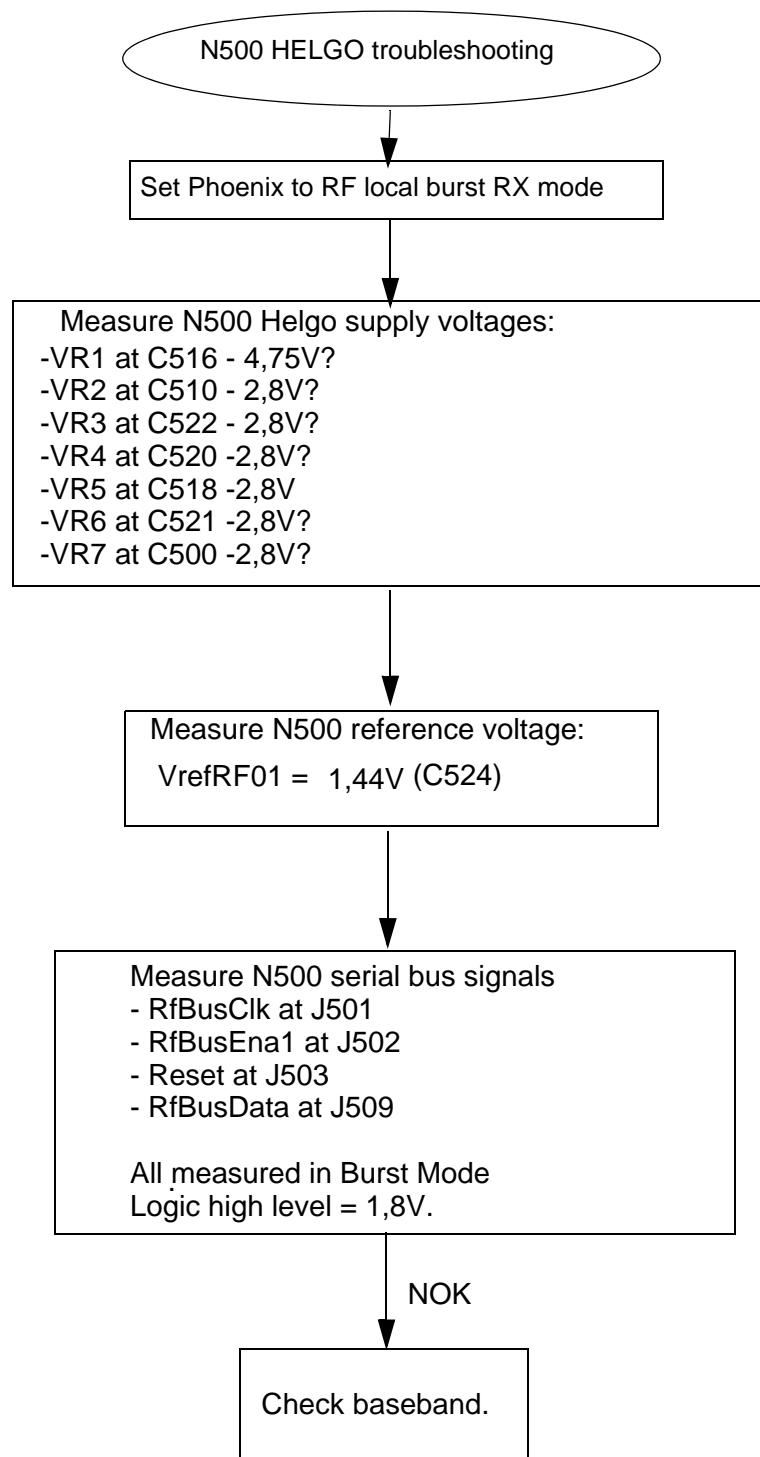 N500 HELGO troubleshooting
Set Phoenix to RF local burst RX mode
Measure N500 Helgo supply voltages:
-VR1 at C516 - 4,75V?
-VR2 at C510 - 2,8V?
-VR3 at C522 - 2,8V?
-VR4 at C520 -2,8V?
-VR5 at C518 -2,8V
-VR6 at C521 -2,8V?
-VR7 at C500 -2,8V?
Measure N500 reference voltage:
VrefRF01 = 1,44V (C524)
Measure N500 serial bus signals
- RfBusClk at J501
- RfBusEna1 at J502
- Reset at J503
- RfBusData at J509
All measured in Burst Mode
Logic high level = 1,8V.
NOK
Check baseband.